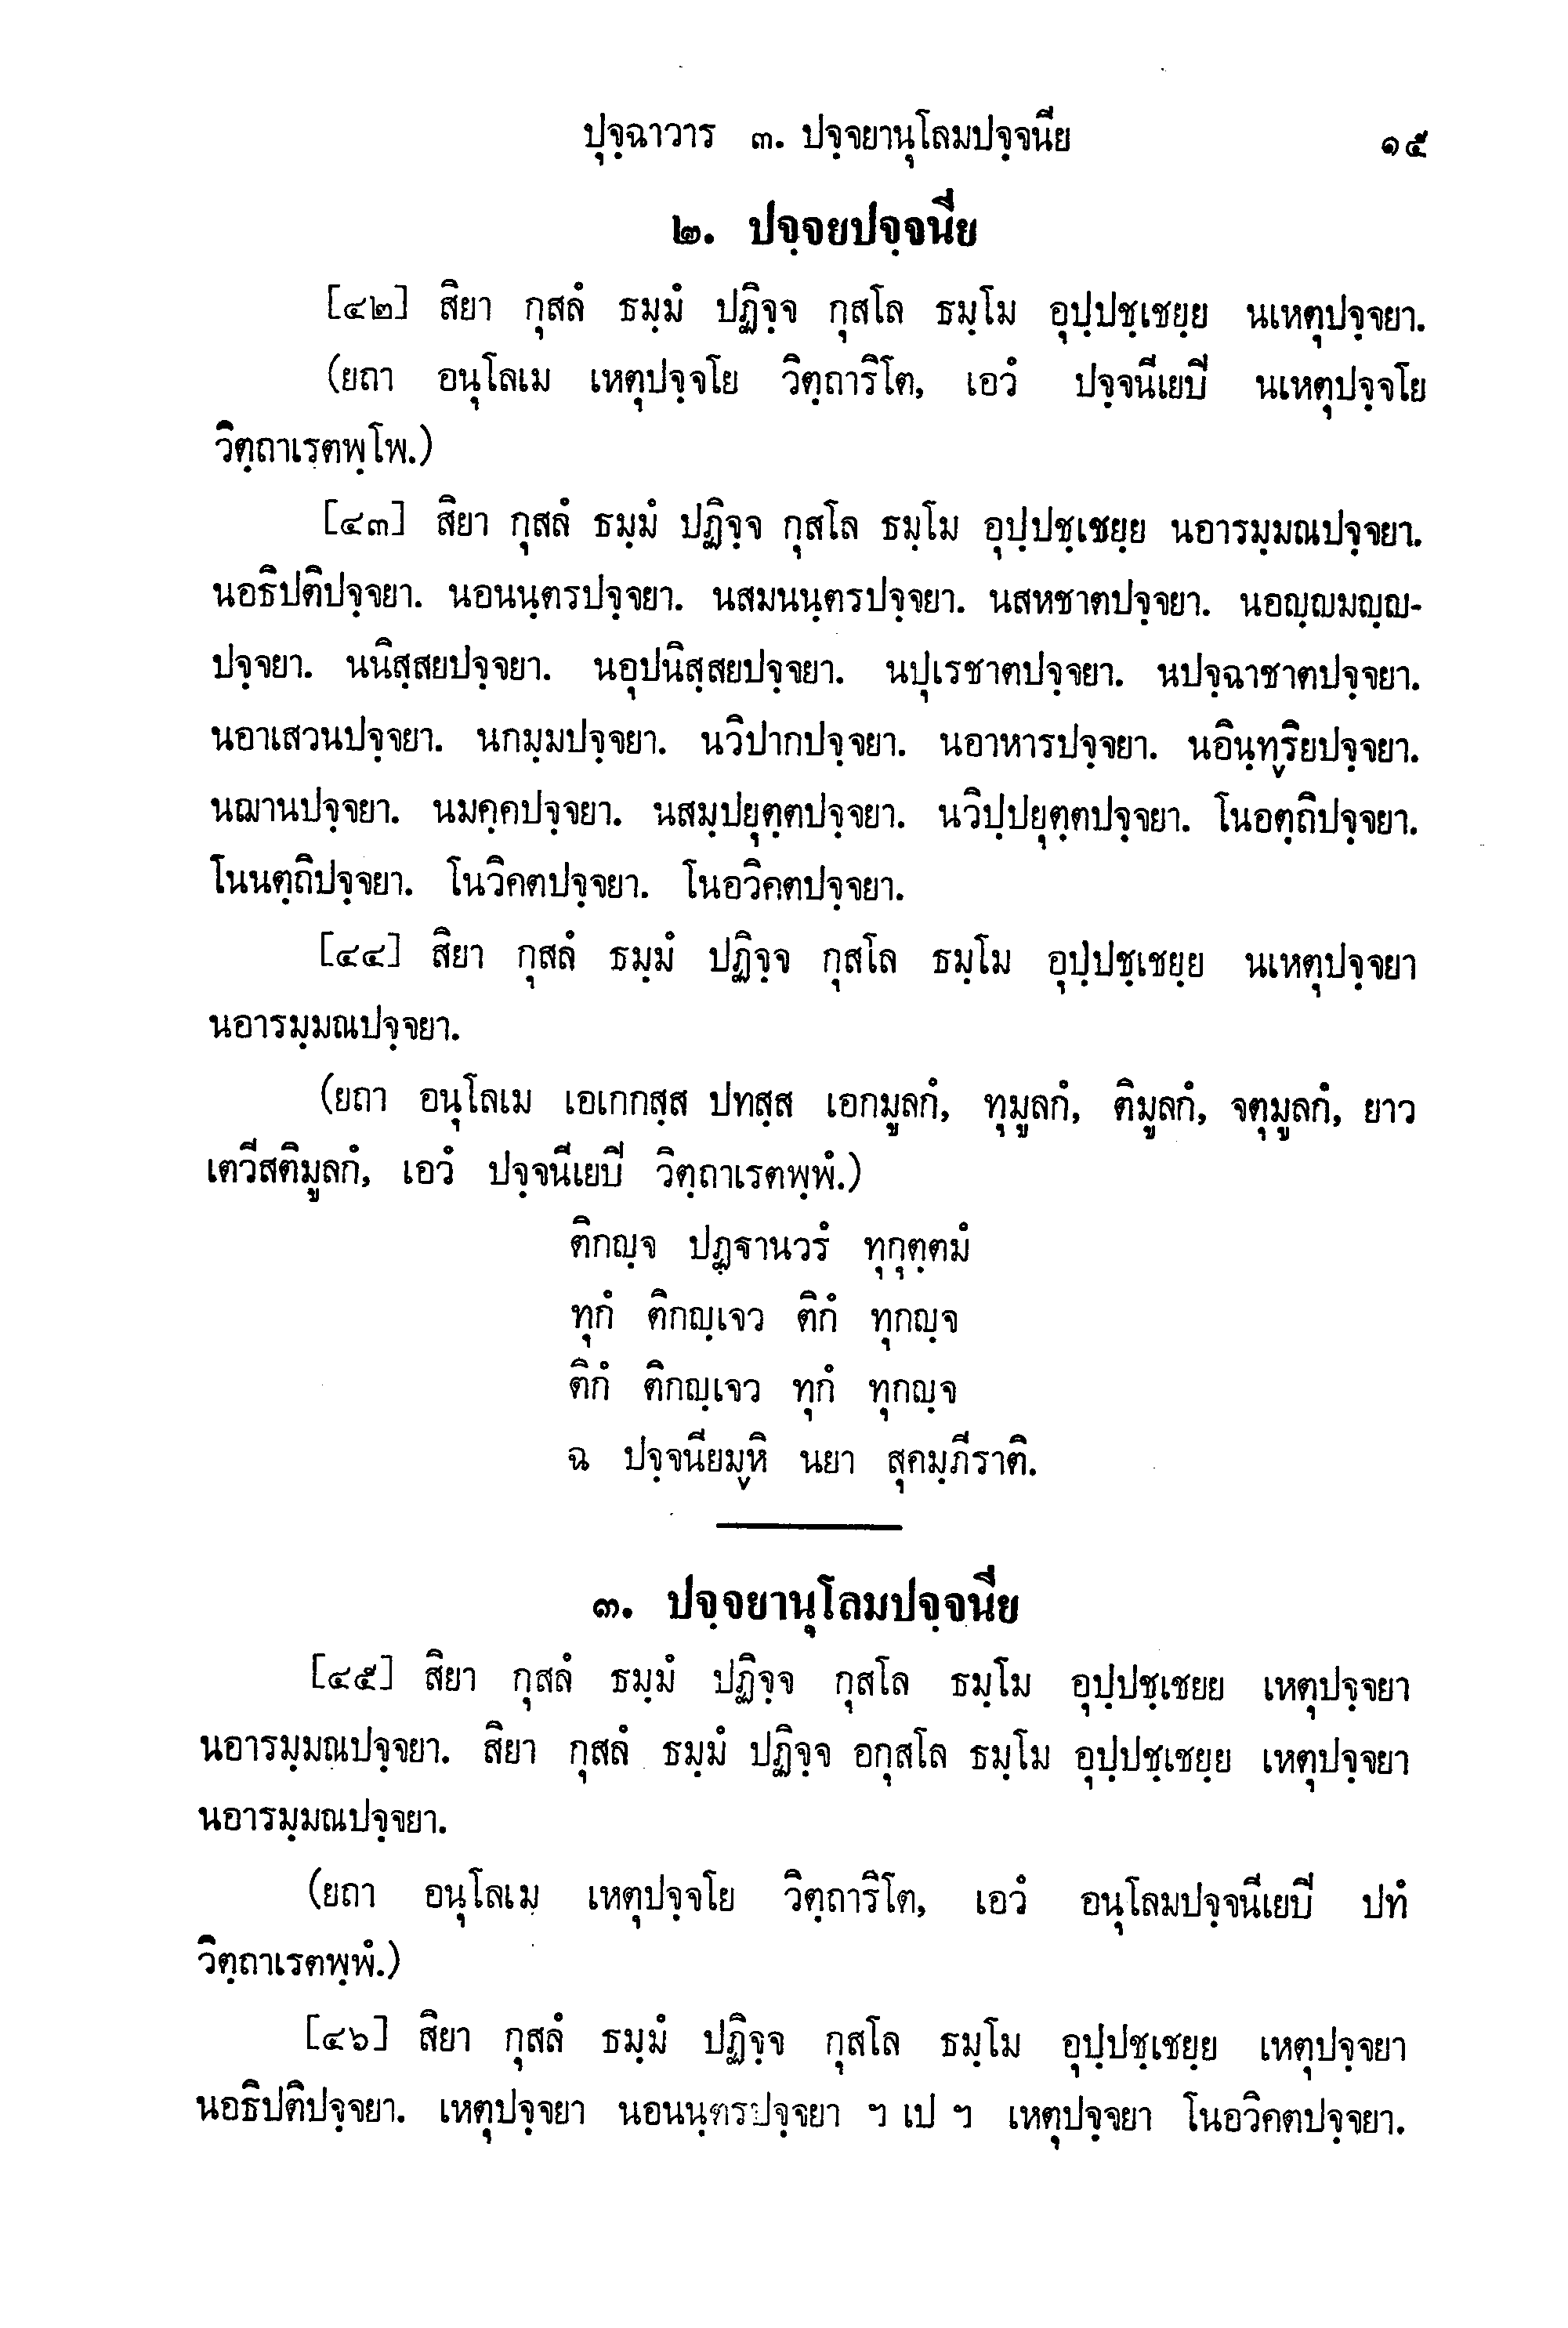 ปุจฺฉาวาร ๓. ปจฺจยานุโลมปจฺจนีย ๑๕
๒. ปจฺจยปจฺจนีย
[๔๒] สิยา กุสลํ ธมฺมํ ปฏิจฺจ กุสโล ธมฺโม อุปฺปชฺเชยฺย นเหตุปจฺจยา.
(ยถา อนุโลเม เหตุปจฺจโย วิตฺถาริโต, เอวํ ปจฺจนีเยปิ นเหตุปจฺจโย
วิตฺถาเรตพฺโพ.)
[๔๓] สิยา กุสลํ ธมฺมํ ปฏิจฺจ กุสโล ธมฺโม อุปฺปชฺเชยฺย นอารมฺมณปจฺจยา.
นอธิปติปจฺจยา. นอนนฺตรปจฺจยา. นสมนนฺตรปจฺจยา. นสหชาตปจฺจยา. นอญฺญมญฺญ-
ปจฺจยา. นนิสฺสยปจฺจยา. นอุปนิสฺสยปจฺจยา. นปุเรชาตปจฺจยา. นปจฺฉาชาตปจฺจยา.
นอาเสวนปจฺจยา. นกมฺมปจฺจยา. นวิปากปจฺจยา. นอาหารปจฺจยา. นอินฺทฺริยปจฺจยา.
นฌานปจฺจยา. นมคฺคปจฺจยา. นสมฺปยุตฺตปจฺจยา. นวิปฺปยุตฺตปจฺจยา. โนอตฺถิปจฺจยา.
โนนตฺถิปจฺจยา. โนวิคตปจฺจยา. โนอวิคตปจฺจยา.
[๔๔] สิยา กุสลํ ธมฺมํ ปฏิจฺจ กุสโล ธมฺโม อุปฺปชฺเชยฺย นเหตุปจฺจยา
นอารมฺมณปจฺจยา.
(ยถา อนุโลเม เอเกกสฺส ปทสฺส เอกมูลกํ, ทุมูลกํ, ติมูลกํ, จตุมูลกํ, ยาว
เตวีสติมูลกํ, เอวํ ปจฺจนีเยปิ วิตฺถาเรตพฺพํ.)
ติกญฺจ ปฏฺฐานวรํ ทุกุตฺตมํ
ทุกํ ติกญฺเจว ติกํ ทุกญฺจ
ติกํ ติกญฺเจว ทุกํ ทุกญฺจ
ฉ ปจฺจนียมฺหิ นยา สุคมฺภีราติ.
๓. ปจฺจยานุโลมปจฺจนีย
[๔๕] สิยา กุสลํ ธมฺมํ ปฏิจฺจ กุสโล ธมฺโม อุปฺปชฺเชยย เหตุปจฺจยา
นอารมฺมณปจฺจยา. สิยา กุสลํ ธมฺมํ ปฏิจฺจ อกุสโล ธมฺโม อุปฺปชฺเชยฺย เหตุปจฺจยา
นอารมฺมณปจฺจยา.
(ยถา อนุโลเม เหตุปจฺจโย วิตฺถาริโต, เอวํ อนุโลมปจฺจนีเยปิ ปทํ
วิตฺถาเรตพฺพํ.)
[๔๖] สิยา กุสลํ ธมฺมํ ปฏิจฺจ กุสโล ธมฺโม อุปฺปชฺเชยฺย เหตุปจฺจยา
นอธิปติปจฺจยา. เหตุปจฺจยา นอนนฺตรปจฺจยา ฯ เป ฯ เหตุปจฺจยา โนอวิคตปจฺจยา.